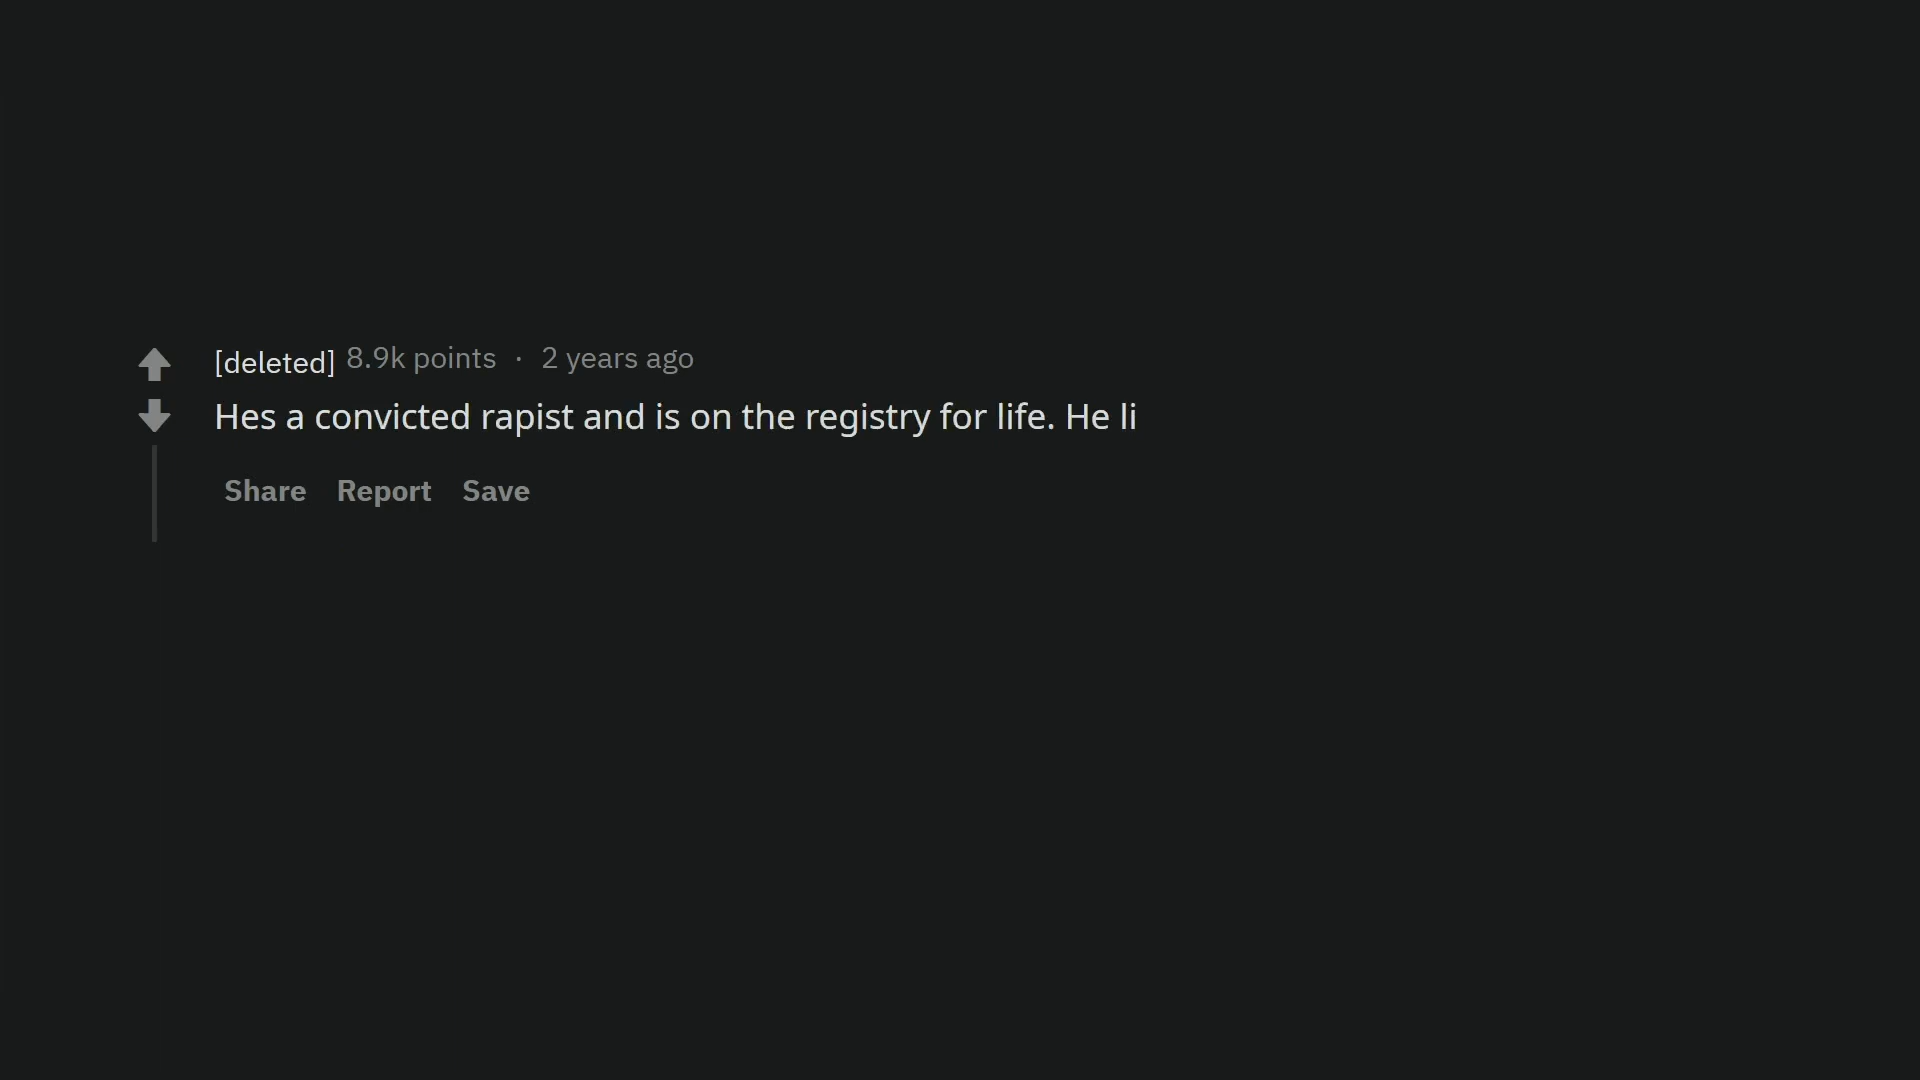 [deleted] 8.9k points · 2 years ago
Hes a convicted rapist and is on the registry for life. He li
Share Report Save